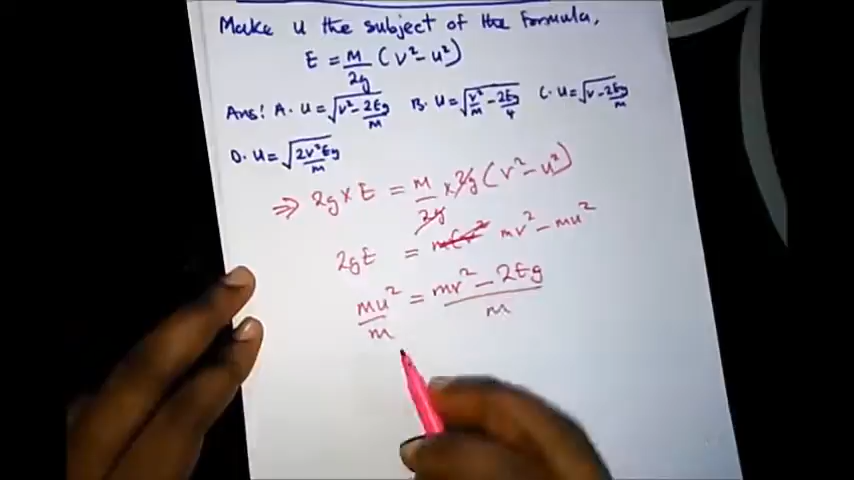 Make u the subject of the formula,
E = M/2g (v² - u²)
Ans: A. u = √(v² - 2Eg/M) B. u = √(v²/M - 2Eg/4) C. u = √(v - 2Eg/M)
D. u = √(2v²Eg/M)
⇒ 2g × E = M/2g × 2g (v² - u²)
2gE = mv² - mu²
mu²/m = (mv² - 2Eg)/m